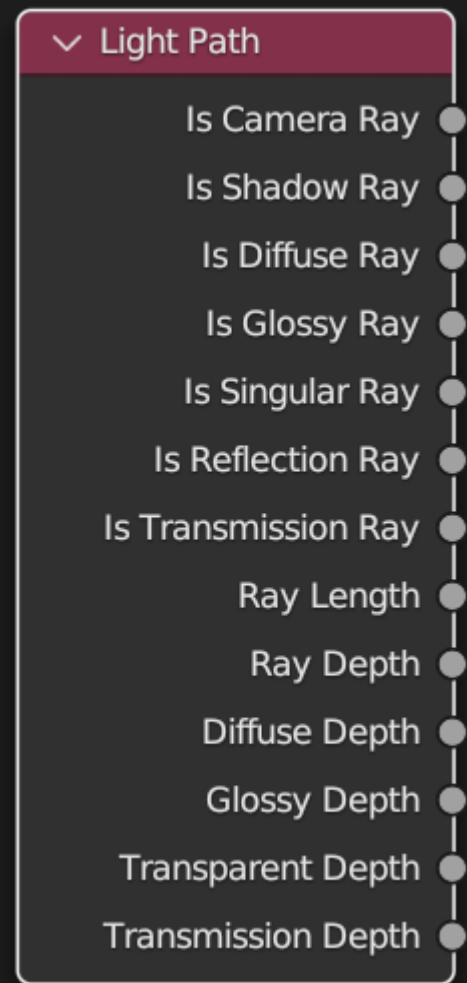 Light Path
Is Camera Ray
Is Shadow Ray
Is Diffuse Ray
Is Glossy Ray
Is Singular Ray
Is Reflection Ray
Is Transmission Ray
Ray Length
Ray Depth
Diffuse Depth
Glossy Depth
Transparent Depth
Transmission Depth